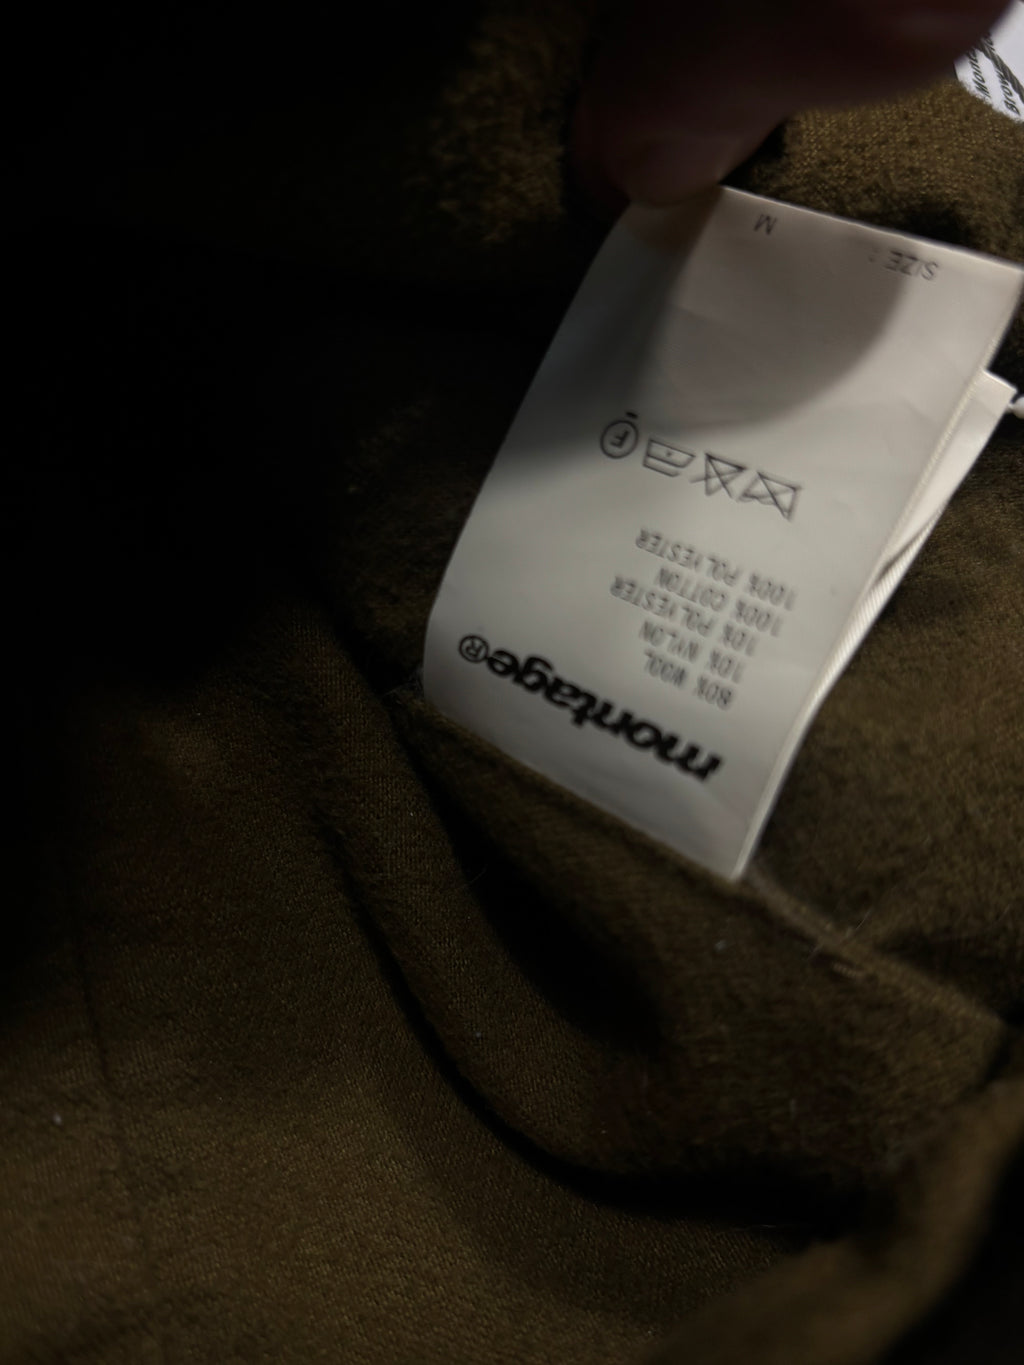 montage®
80% WOOL
10% NYLON
10% POLYESTER
100% COTTON
100% POLYESTER
F
SIZE : M